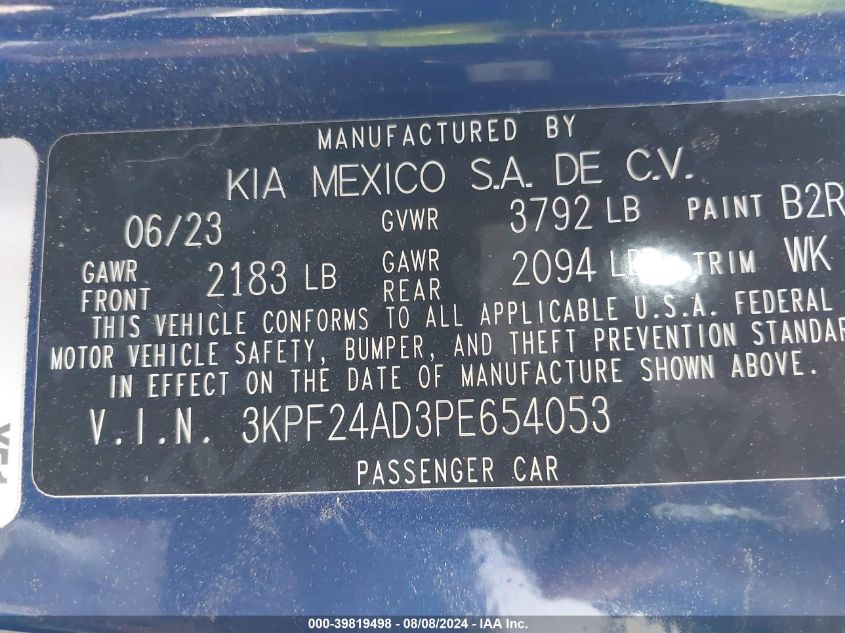 MANUFACTURED BY
KIA MEXICO S.A. DE C.V.
06/23 GVWR 3792 LB PAINT B2R
GAWR FRONT 2183 LB GAWR REAR 2094 LB TRIM WK
THIS VEHICLE CONFORMS TO ALL APPLICABLE U.S.A. FEDERAL
MOTOR VEHICLE SAFETY, BUMPER, AND THEFT PREVENTION STANDAR
IN EFFECT ON THE DATE OF MANUFACTURE SHOWN ABOVE.
V.I.N. 3KPF24AD3PE654053
PASSENGER CAR
000-39819498 - 08/08/2024 - IAA Inc.